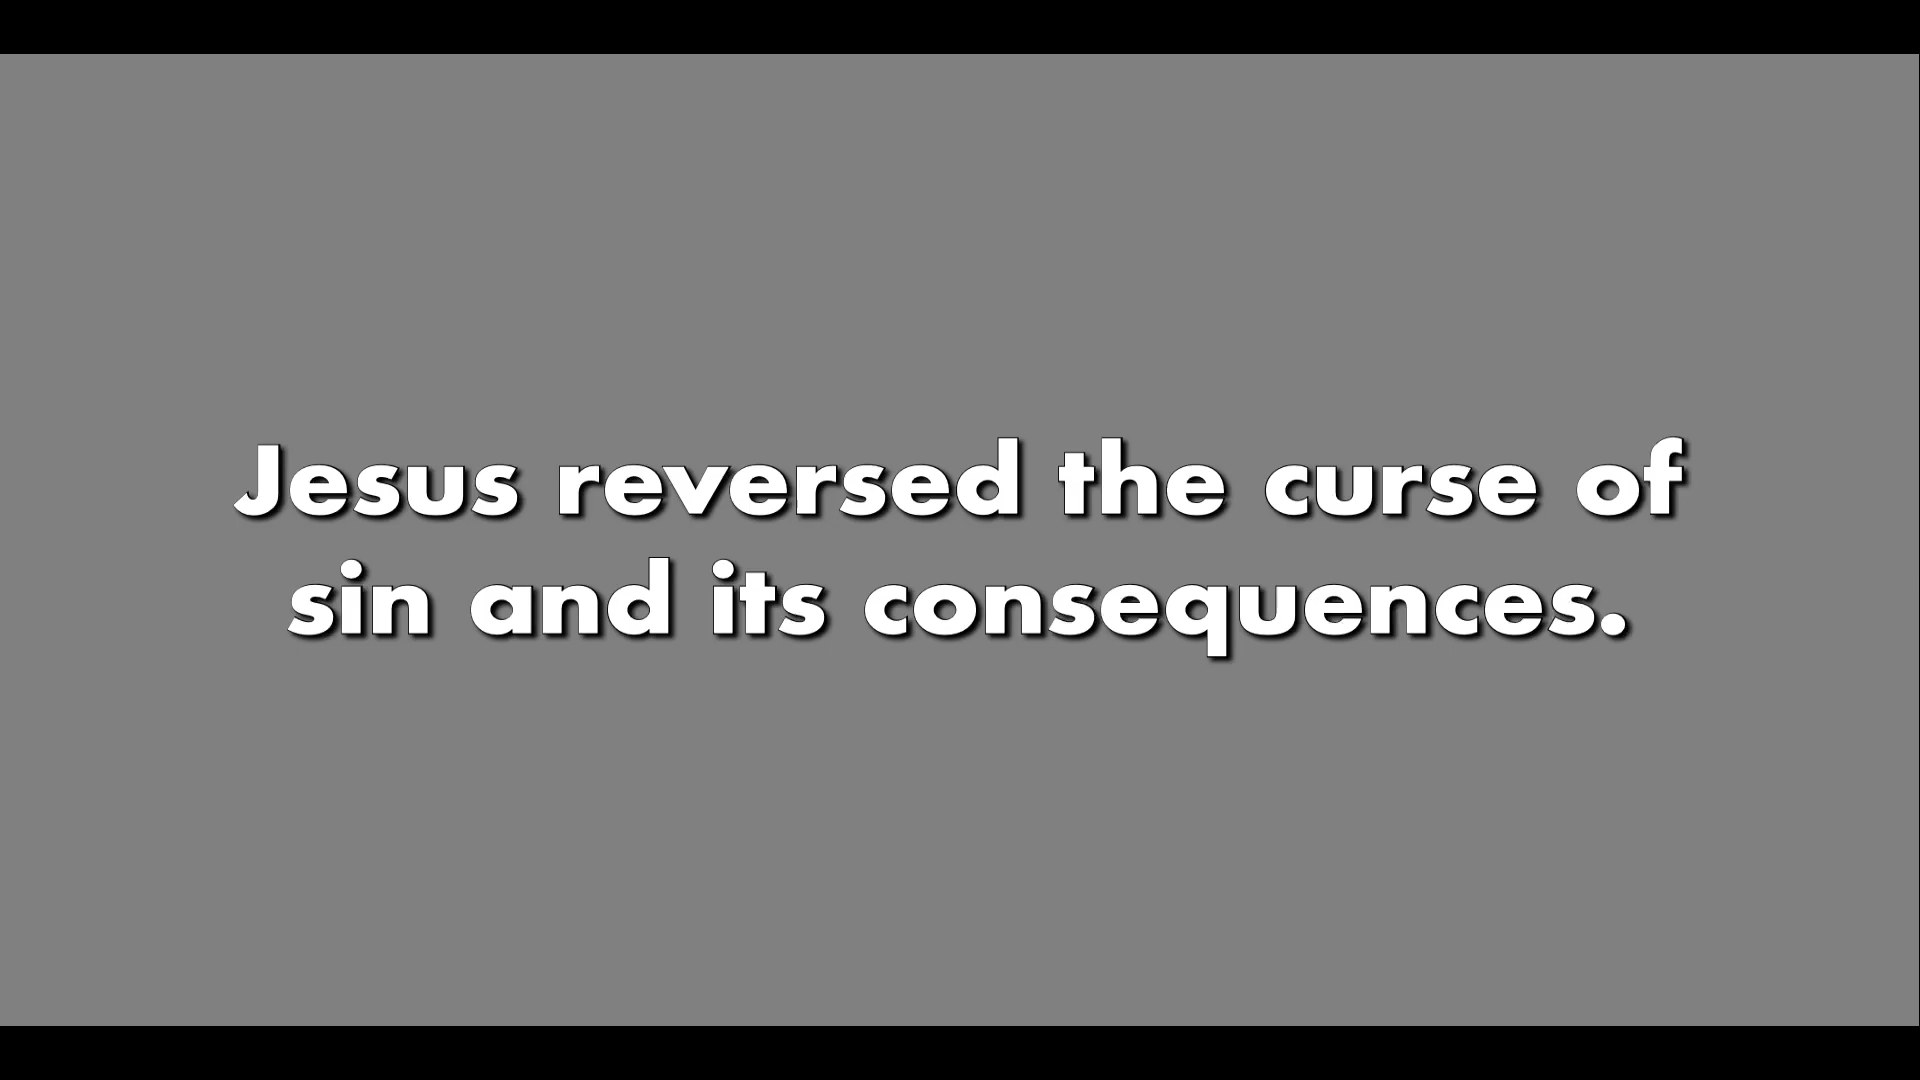 Jesus reversed the curse of
sin and its consequences.